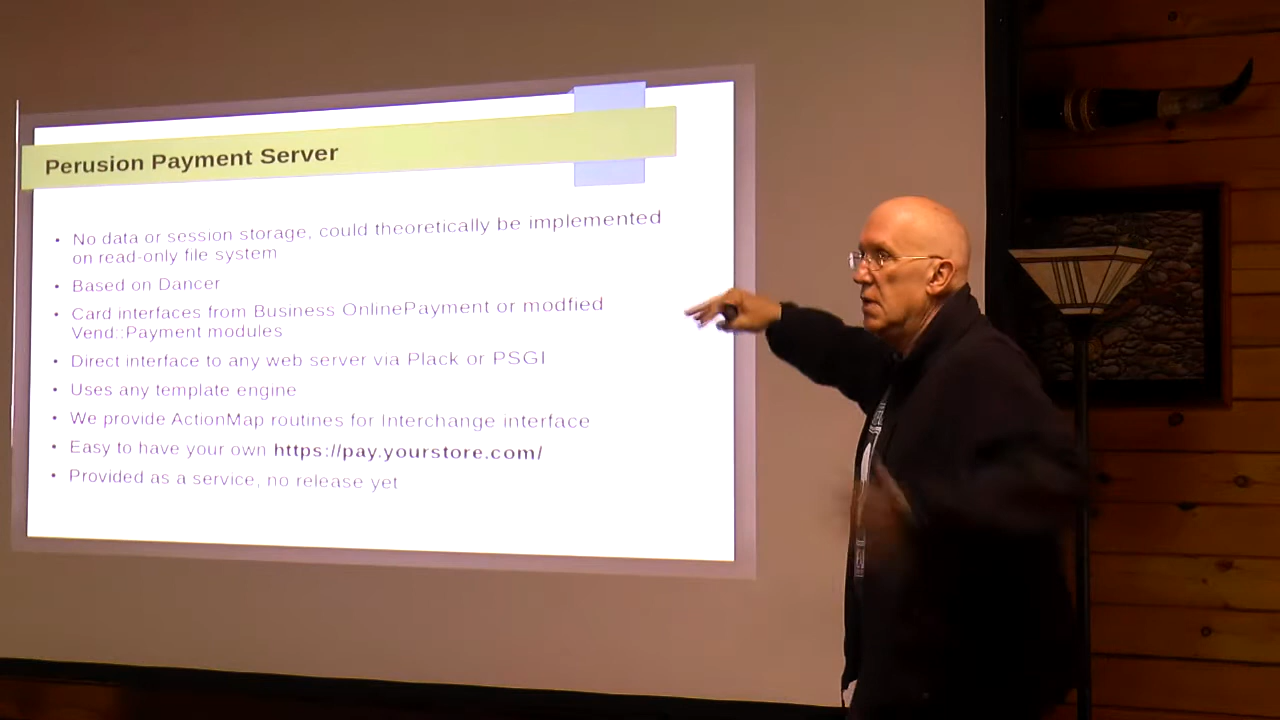 Perusion Payment Server
• No data or session storage, could theoretically be implemented
on read-only file system
• Based on Dancer
• Card interfaces from Business OnlinePayment or modfied
Vend::Payment modules
• Direct interface to any web server via Plack or PSGI
• Uses any template engine
• We provide ActionMap routines for Interchange interface
• Easy to have your own https://pay.yourstore.com/
• Provided as a service, no release yet